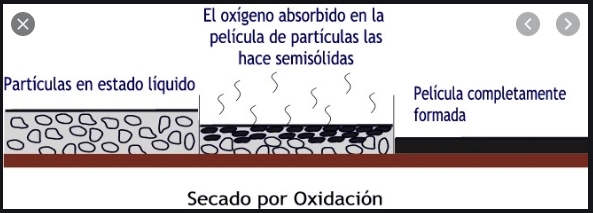 El oxígeno absorbido en la
película de partículas las
hace semisólidas
Partículas en estado líquido
Película completamente
formada
Secado por Oxidación